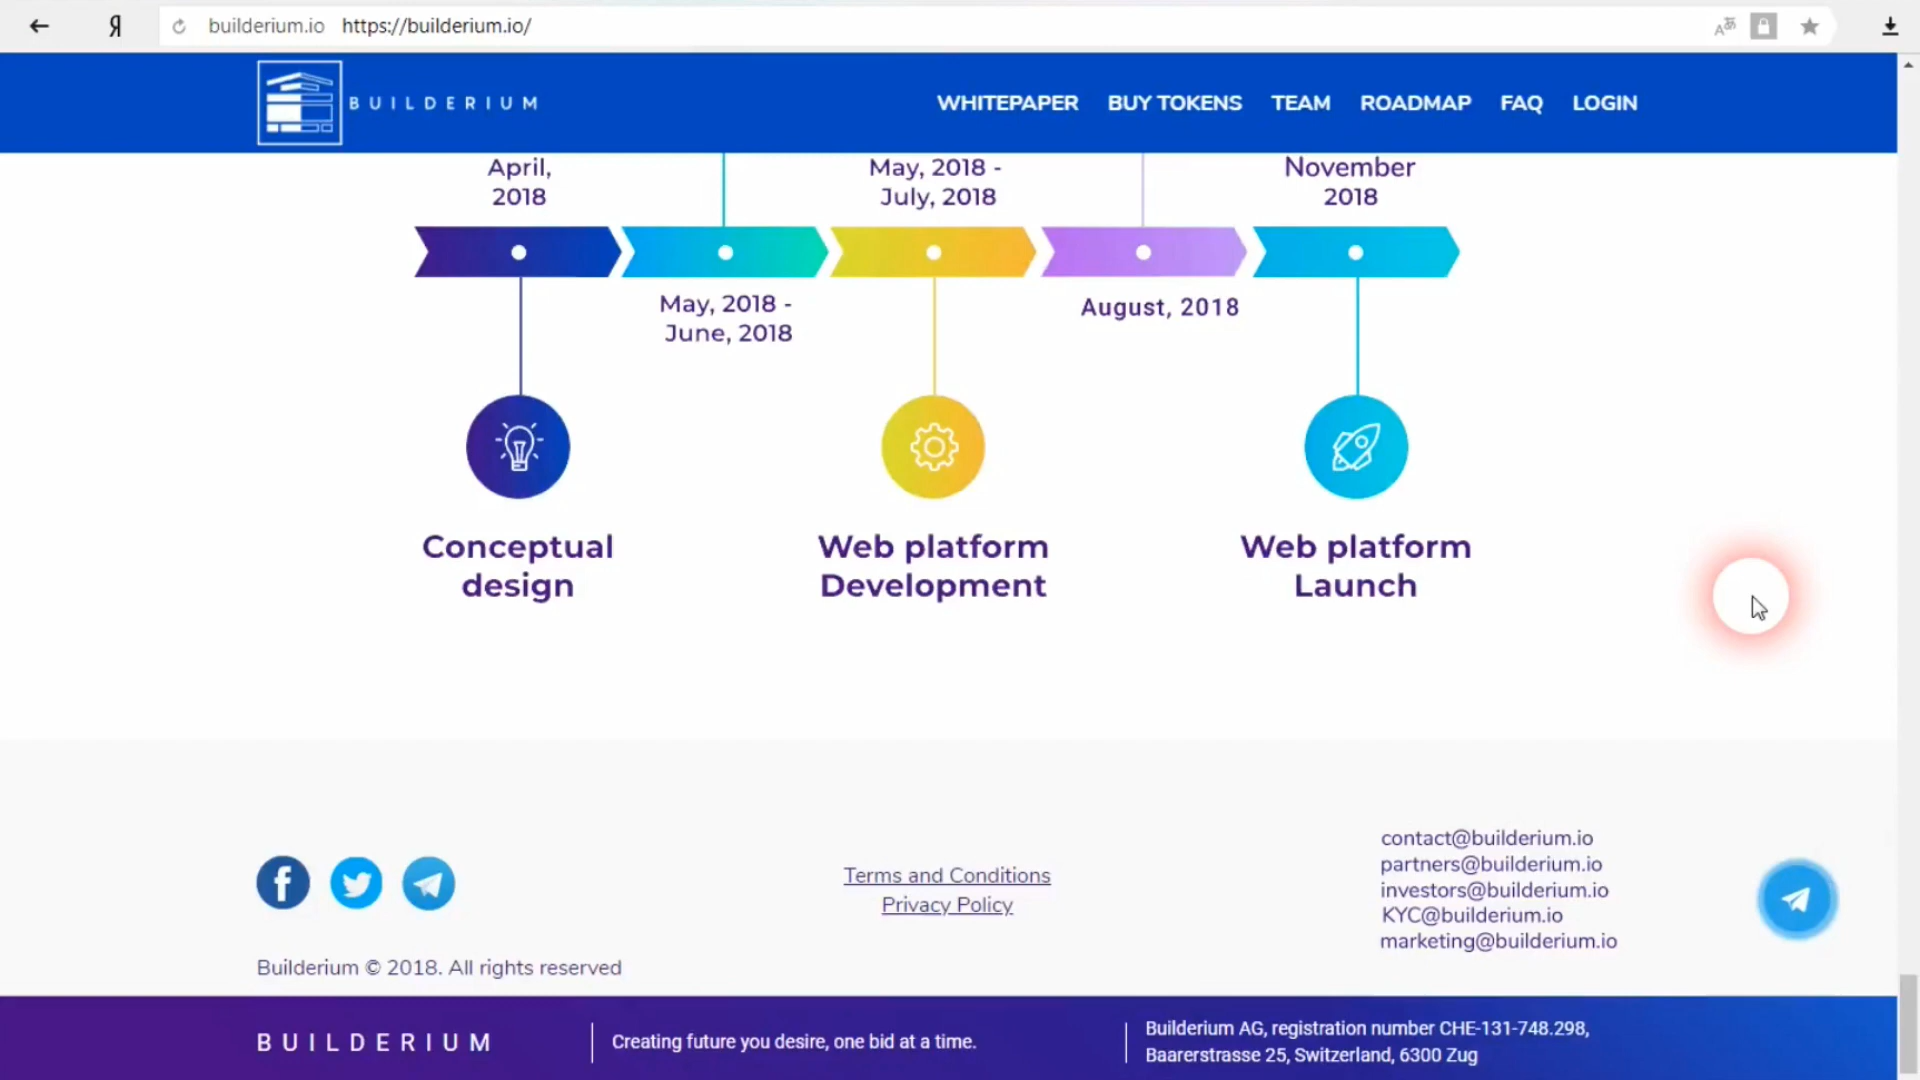 Я
builderium.io https://builderium.io/
BUILDERIUM
WHITEPAPER BUY TOKENS TEAM ROADMAP FAQ LOGIN
April,
2018
May, 2018 -
July, 2018
November
2018
May, 2018 -
June, 2018
August, 2018
Conceptual
design
Web platform
Development
Web platform
Launch
Terms and Conditions
Privacy Policy
contact@builderium.io
partners@builderium.io
investors@builderium.io
KYC@builderium.io
marketing@builderium.io
Builderium © 2018. All rights reserved
BUILDERIUM
Creating future you desire, one bid at a time.
Builderium AG, registration number CHE-131-748.298,
Baarerstrasse 25, Switzerland, 6300 Zug